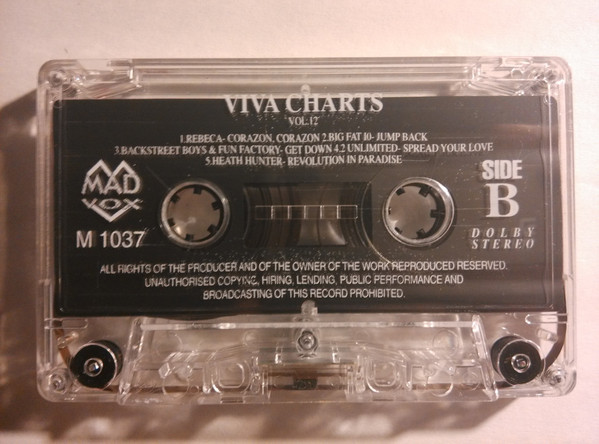 VIVA CHARTS
VOL.12
1.REBECA- CORAZON, CORAZON 2.BIG FAT 10- JUMP BACK
3.BACKSTREET BOYS & FUN FACTORY- GET DOWN 4.2 UNLIMITED- SPREAD YOUR LOVE
5.HEATH HUNTER- REVOLUTION IN PARADISE
MAD
VOX
M 1037
SIDE
B
DOLBY
STEREO
ALL RIGHTS OF THE PRODUCER AND OF THE OWNER OF THE WORK REPRODUCED RESERVED.
UNAUTHORISED COPYING, HIRING, LENDING, PUBLIC PERFORMANCE AND
BROADCASTING OF THIS RECORD PROHIBITED.